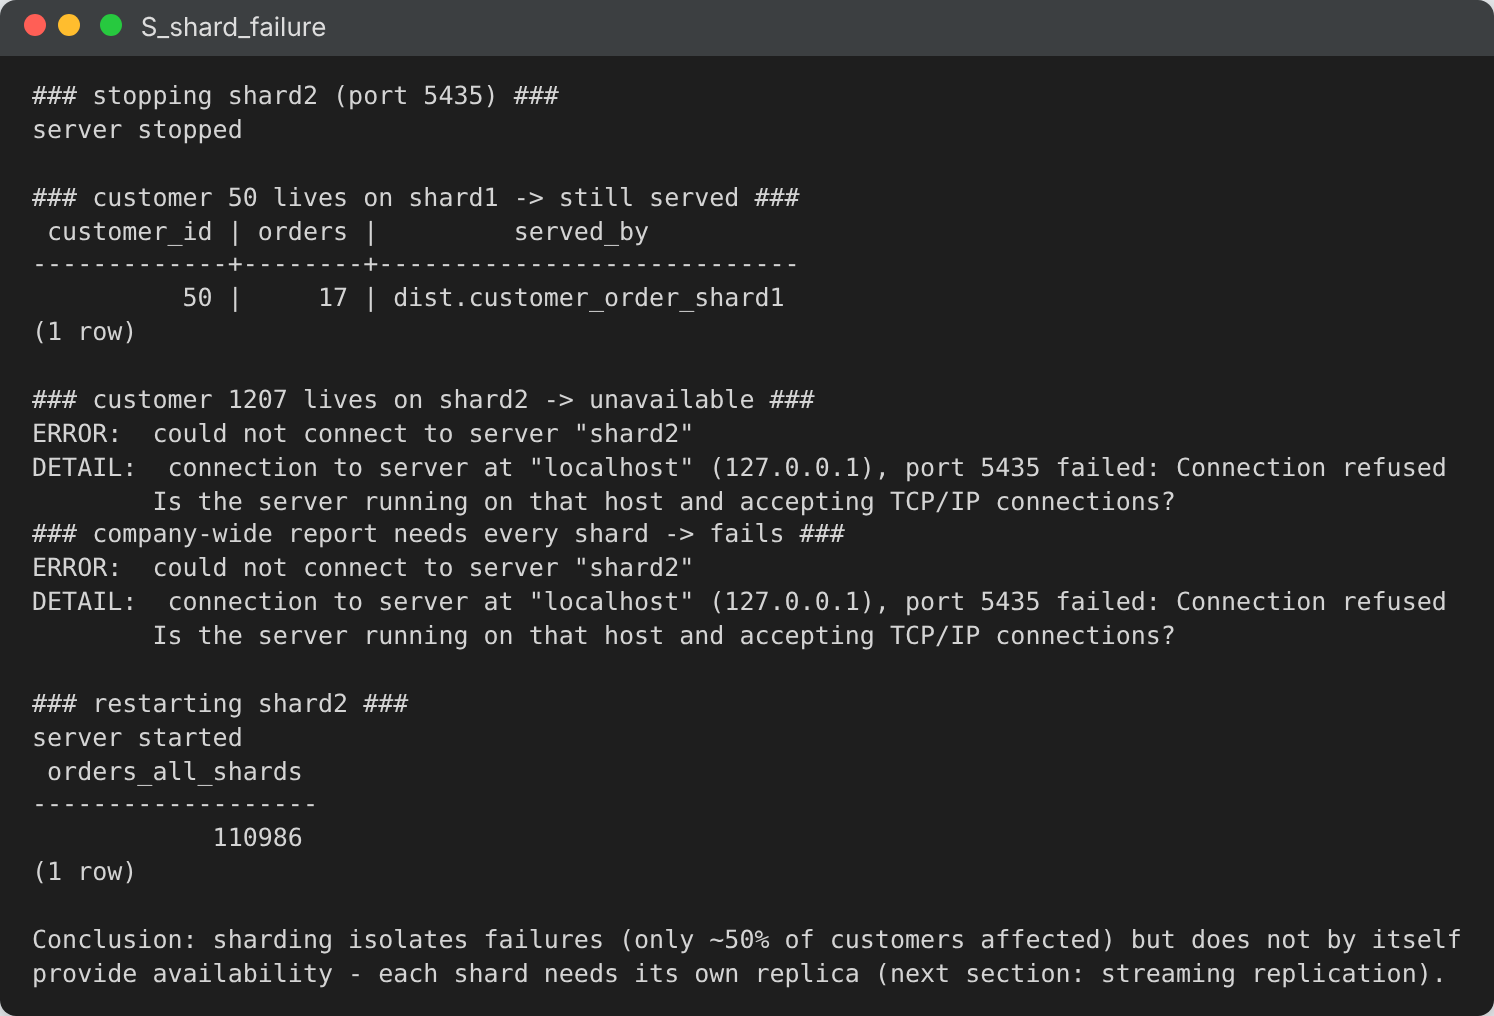 S_shard_failure
### stopping shard2 (port 5435) ###
server stopped
### customer 50 lives on shard1 -> still served ###
 customer_id | orders |         served_by
-------------+--------+----------------------------
          50 |     17 | dist.customer_order_shard1
(1 row)
### customer 1207 lives on shard2 -> unavailable ###
ERROR:  could not connect to server "shard2"
DETAIL:  connection to server at "localhost" (127.0.0.1), port 5435 failed: Connection refused
        Is the server running on that host and accepting TCP/IP connections?
### company-wide report needs every shard -> fails ###
ERROR:  could not connect to server "shard2"
DETAIL:  connection to server at "localhost" (127.0.0.1), port 5435 failed: Connection refused
        Is the server running on that host and accepting TCP/IP connections?
### restarting shard2 ###
server started
 orders_all_shards
-------------------
            110986
(1 row)
Conclusion: sharding isolates failures (only ~50% of customers affected) but does not by itself
provide availability - each shard needs its own replica (next section: streaming replication).